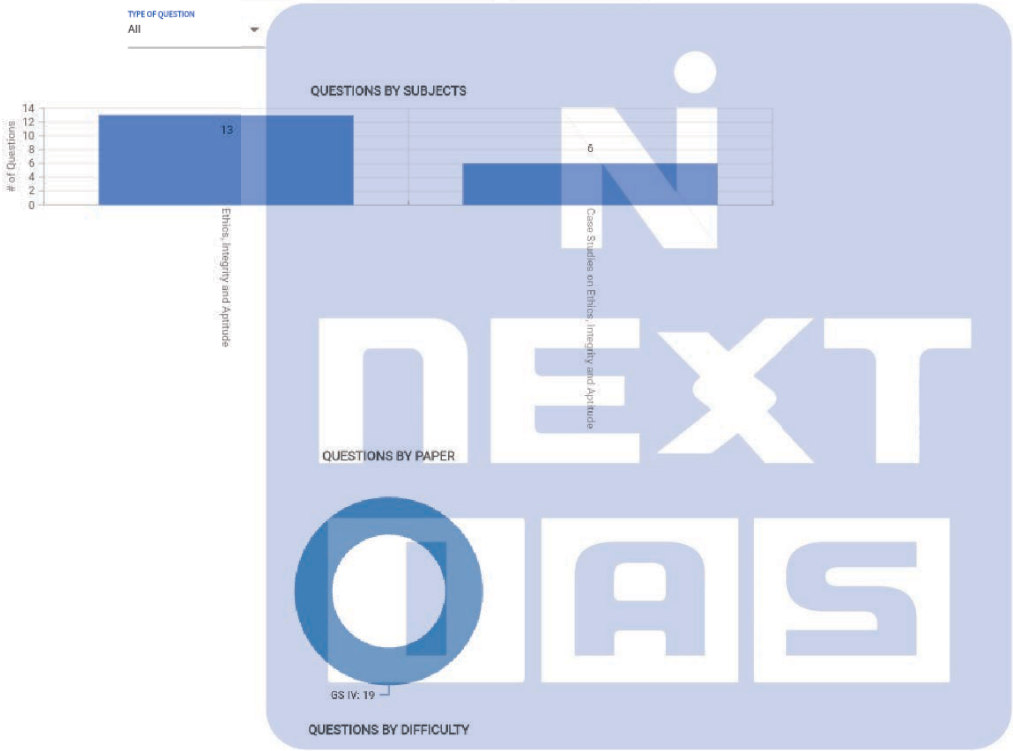 TYPE OF QUESTION
All
QUESTIONS BY SUBJECTS
# of Questions
14
12
10
8
6
4
2
0
13
6
Ethics, Integrity and Aptitude
Case Studies on Ethics, Integrity and Aptitude
N
NEXT
IAS
QUESTIONS BY PAPER
GS IV: 19
QUESTIONS BY DIFFICULTY